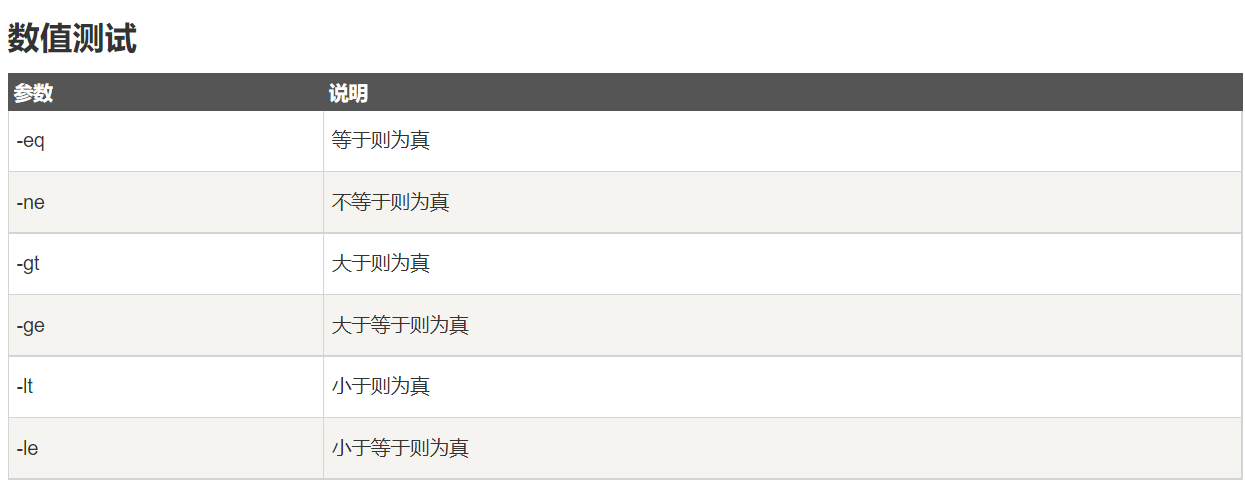 数值测试
参数 说明
-eq 等于则为真
-ne 不等于则为真
-gt 大于则为真
-ge 大于等于则为真
-lt 小于则为真
-le 小于等于则为真